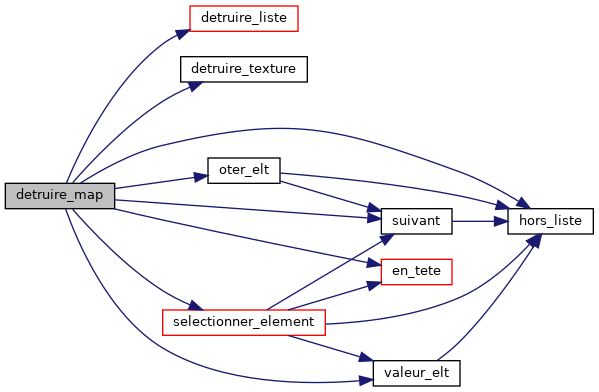 detruire_liste
detruire_texture
oter_elt
detruire_map
suivant
hors_liste
en_tete
selectionner_element
valeur_elt